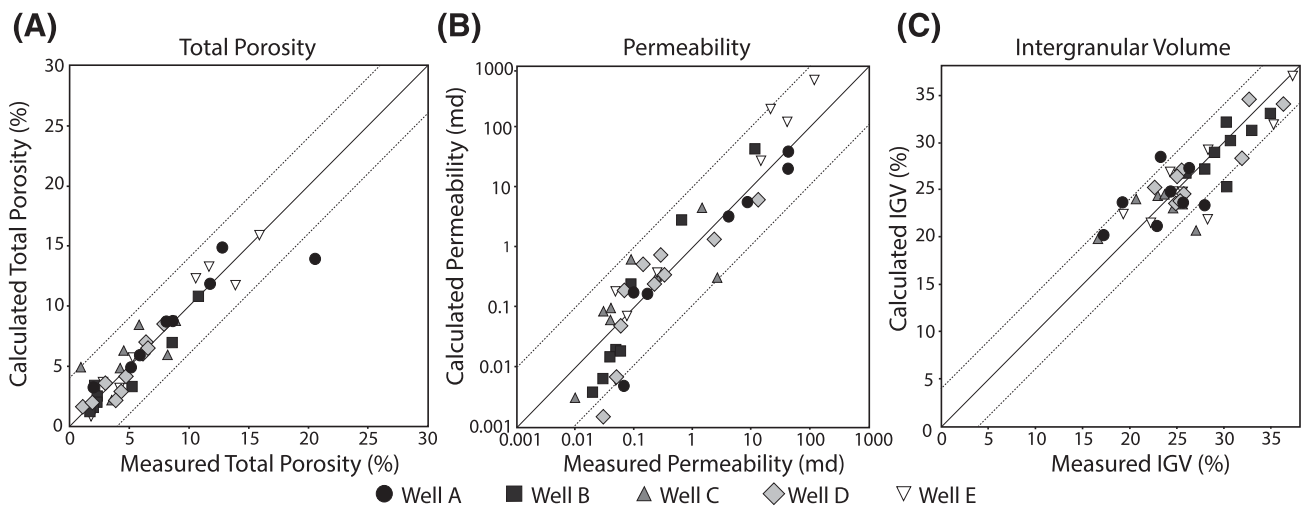 (A) (B) (C)
Total Porosity Permeability Intergranular Volume
Calculated Total Porosity (%)
30
25
20
15
10
5
0
0 5 10 15 20 25 30
Measured Total Porosity (%)
Calculated Permeability (md)
1000
100
10
1
0.1
0.01
0.001
0.001 0.01 0.1 1 10 100 1000
Measured Permeability (md)
Calculated IGV (%)
35
30
25
20
15
10
5
0
0 5 10 15 20 25 30 35
Measured IGV (%)
Well A Well B Well C Well D Well E